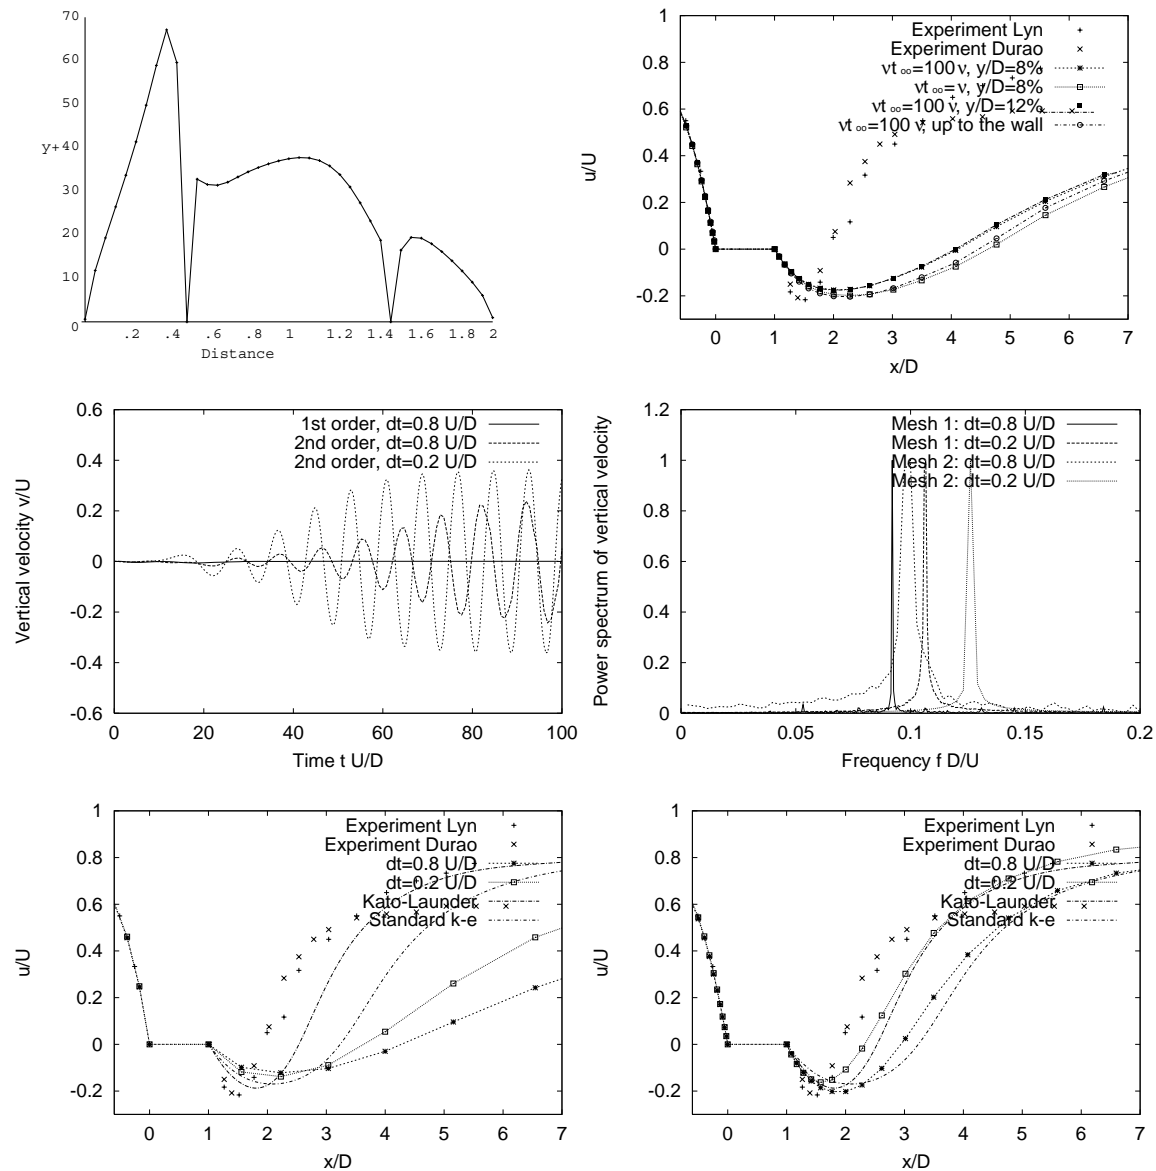 70
60
50
y+40
30
20
10
0
.2 .4 .6 .8 1 1.2 1.4 1.6 1.8 2
Distance
1
0.8
0.6
0.4
0.2
0
-0.2
u/U
Experiment Lyn
Experiment Durao
νt ∞=100 ν, y/D=8%
νt ∞= ν, y/D=8%
νt ∞=100 ν, y/D=12%
νt ∞=100 ν, up to the wall
0 1 2 3 4 5 6 7
x/D
0.6
0.4
0.2
0
-0.2
-0.4
-0.6
Vertical velocity v/U
1st order, dt=0.8 U/D
2nd order, dt=0.8 U/D
2nd order, dt=0.2 U/D
0 20 40 60 80 100
Time t U/D
1.2
1
0.8
0.6
0.4
0.2
0
Power spectrum of vertical velocity
Mesh 1: dt=0.8 U/D
Mesh 1: dt=0.2 U/D
Mesh 2: dt=0.8 U/D
Mesh 2: dt=0.2 U/D
0 0.05 0.1 0.15 0.2
Frequency f D/U
1
0.8
0.6
0.4
0.2
0
-0.2
u/U
Experiment Lyn
Experiment Durao
dt=0.8 U/D
dt=0.2 U/D
Kato-Launder
Standard k-e
0 1 2 3 4 5 6 7
x/D
1
0.8
0.6
0.4
0.2
0
-0.2
u/U
Experiment Lyn
Experiment Durao
dt=0.8 U/D
dt=0.2 U/D
Kato-Launder
Standard k-e
0 1 2 3 4 5 6 7
x/D